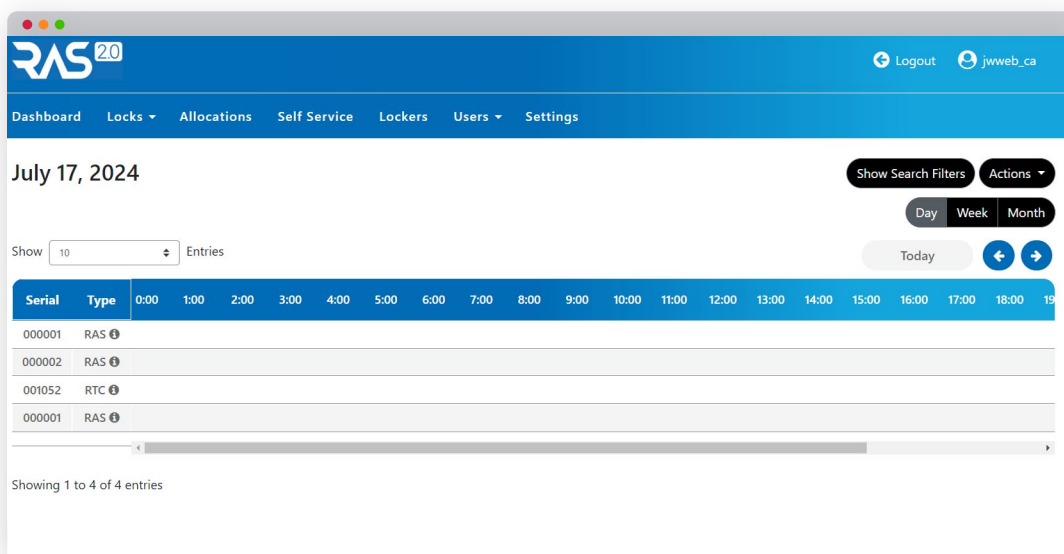 RAS 2.0
Logout jwweb_ca
Dashboard Locks Allocations Self Service Lockers Users Settings
July 17, 2024
Show Search Filters Actions
Day Week Month
Show 10 Entries
Today
Serial Type 0:00 1:00 2:00 3:00 4:00 5:00 6:00 7:00 8:00 9:00 10:00 11:00 12:00 13:00 14:00 15:00 16:00 17:00 18:00 19
000001 RAS
000002 RAS
001052 RTC
000001 RAS
Showing 1 to 4 of 4 entries